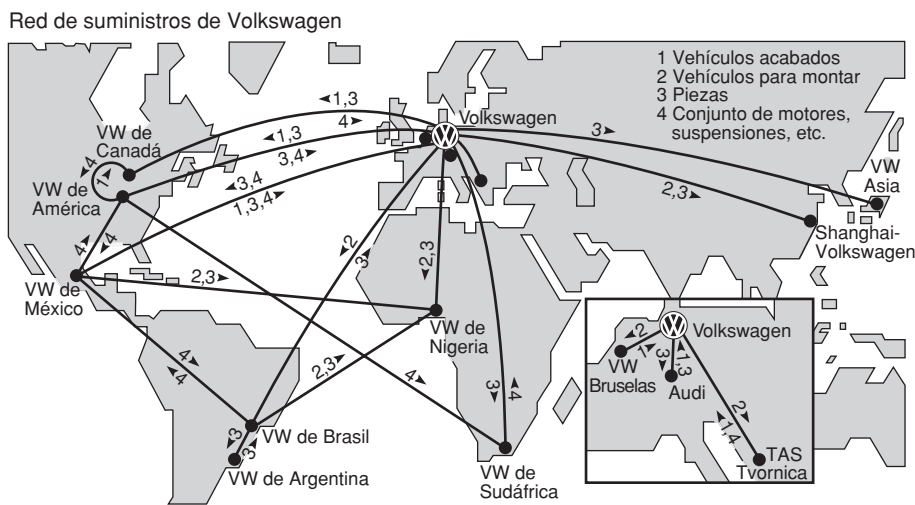 Red de suministros de Volkswagen
1 Vehículos acabados
2 Vehículos para montar
3 Piezas
4 Conjunto de motores,
suspensiones, etc.
Volkswagen
1,3
4
1,3
3,4
3,4
1,3,4
3
2,3
VW de
Canadá
4
1
VW de
América
4
4
VW de
México
2,3
2,3
2
3
VW
Asia
Shanghai-
Volkswagen
VW de
Nigeria
4
4
2,3
4
3
4
VW de Brasil
3
3
VW de Argentina
VW de
Sudáfrica
Volkswagen
2
1
VW
Bruselas
3
1,3
Audi
2
1,4
TAS
Tvornica